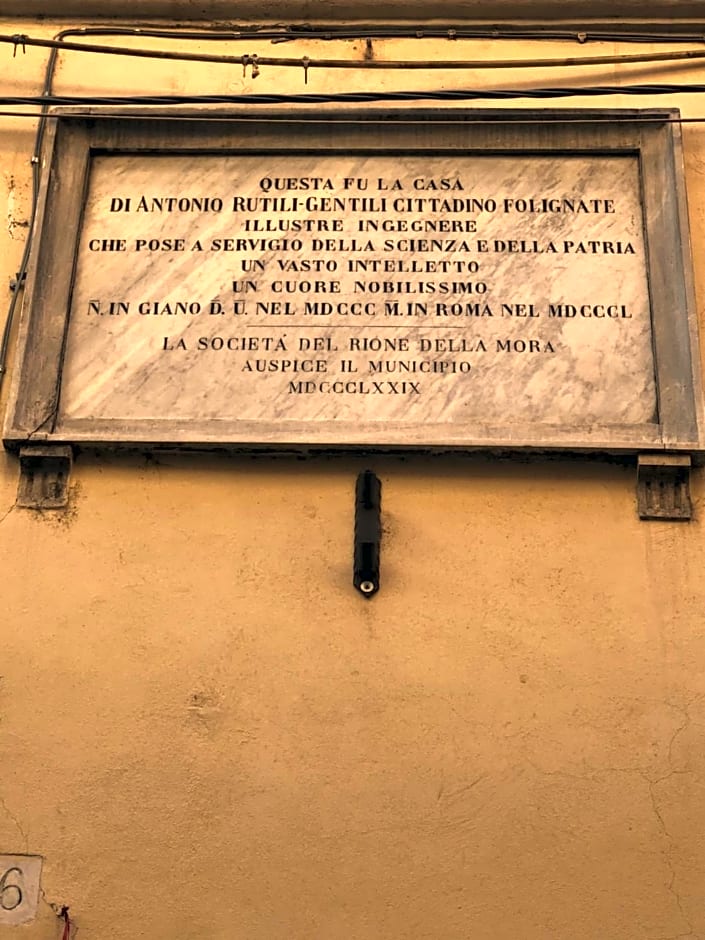 QUESTA FU LA CASA
DI ANTONIO RUTILI-GENTILI CITTADINO FOLIGNATE
ILLUSTRE INGEGNERE
CHE POSE A SERVIGIO DELLA SCIENZA E DELLA PATRIA
UN VASTO INTELLETTO
UN CUORE NOBILISSIMO
N̅. IN GIANO D̅. U̅. NEL MDCCC M̅. IN ROMA NEL MDCCCL
LA SOCIETÀ DEL RIONE DELLA MORA
AUSPICE IL MUNICIPIO
MDCCCLXXIX
6